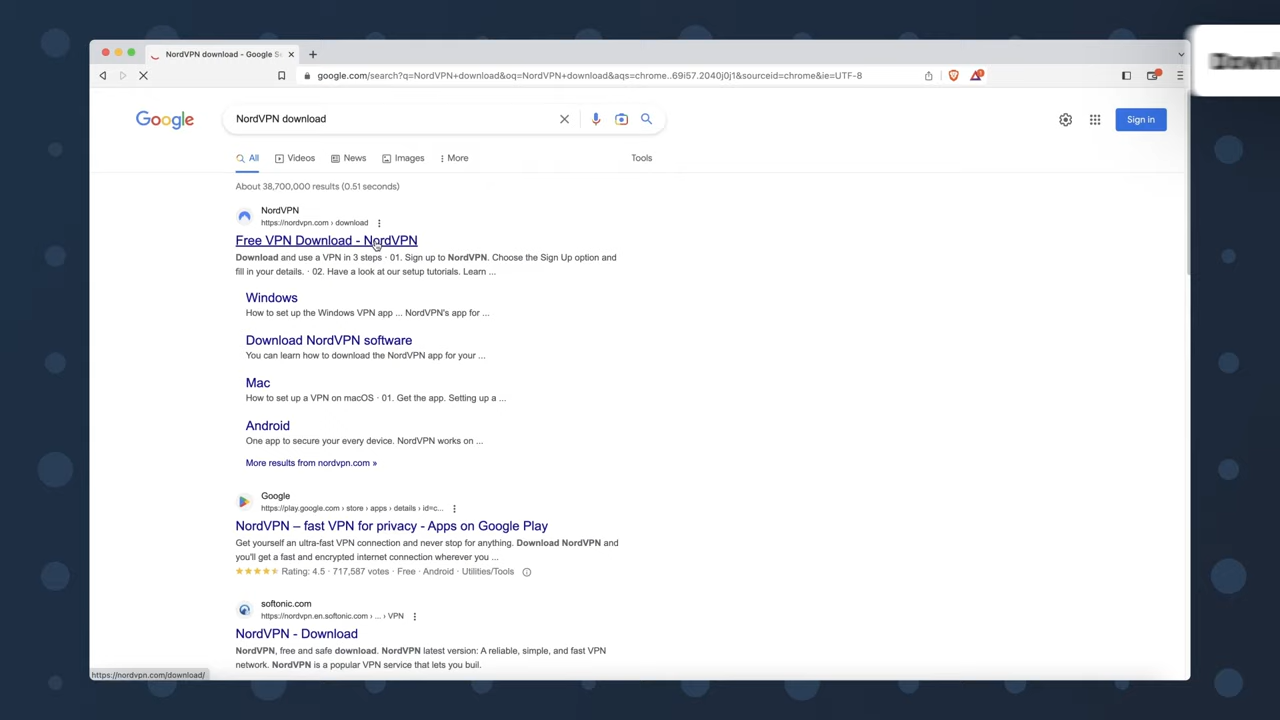 NordVPN download - Google S
google.com/search?q=NordVPN+download&oq=NordVPN+download&aqs=chrome..69i57.2040j0j1&sourceid=chrome&ie=UTF-8
Google
NordVPN download
Sign in
All Videos News Images More Tools
About 38,700,000 results (0.51 seconds)
NordVPN
https://nordvpn.com › download
Free VPN Download - NordVPN
Download and use a VPN in 3 steps · 01. Sign up to NordVPN. Choose the Sign Up option and
fill in your details. · 02. Have a look at our setup tutorials. Learn ...
Windows
How to set up the Windows VPN app ... NordVPN's app for ...
Download NordVPN software
You can learn how to download the NordVPN app for your ...
Mac
How to set up a VPN on macOS · 01. Get the app. Setting up a ...
Android
One app to secure your every device. NordVPN works on ...
More results from nordvpn.com »
Google
https://play.google.com › store › apps › details › id=c...
NordVPN – fast VPN for privacy - Apps on Google Play
Get yourself an ultra-fast VPN connection and never stop for anything. Download NordVPN and
you'll get a fast and encrypted internet connection wherever you ...
Rating: 4.5 · 717,587 votes · Free · Android · Utilities/Tools
softonic.com
https://nordvpn.en.softonic.com › ... › VPN
NordVPN - Download
NordVPN, free and safe download. NordVPN latest version: A reliable, simple, and fast VPN
network. NordVPN is a popular VPN service that lets you buil.
https://nordvpn.com/download/